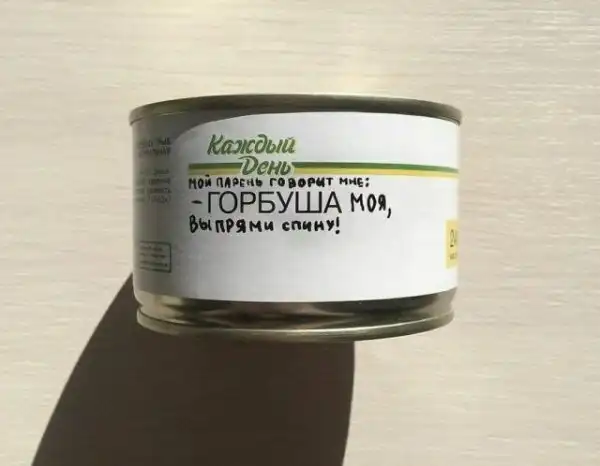 Каждый
День
МОЙ ПАРЕНЬ ГОВОРИТ МНЕ:
- ГОРБУША МОЯ,
ВЫПРЯМИ СПИНУ!